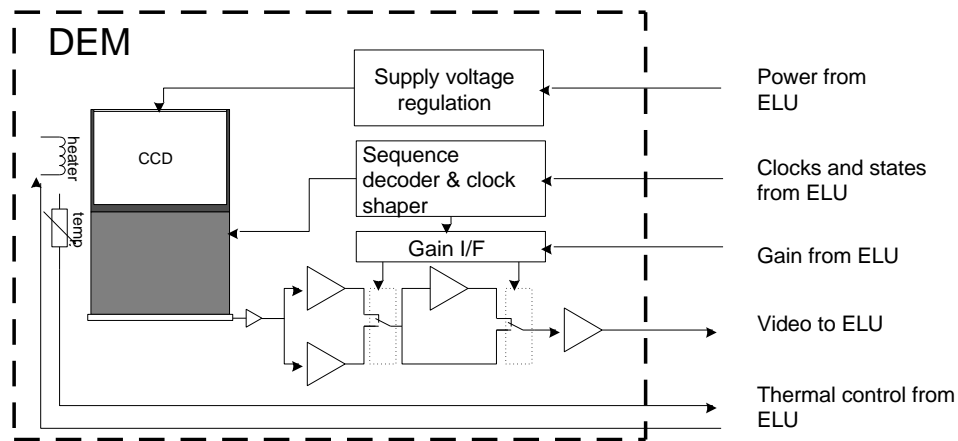 DEM
Supply voltage
regulation
Power from
ELU
CCD
heater
Sequence
decoder & clock
shaper
Clocks and states
from ELU
temp
Gain I/F
Gain from ELU
Video to ELU
Thermal control from
ELU